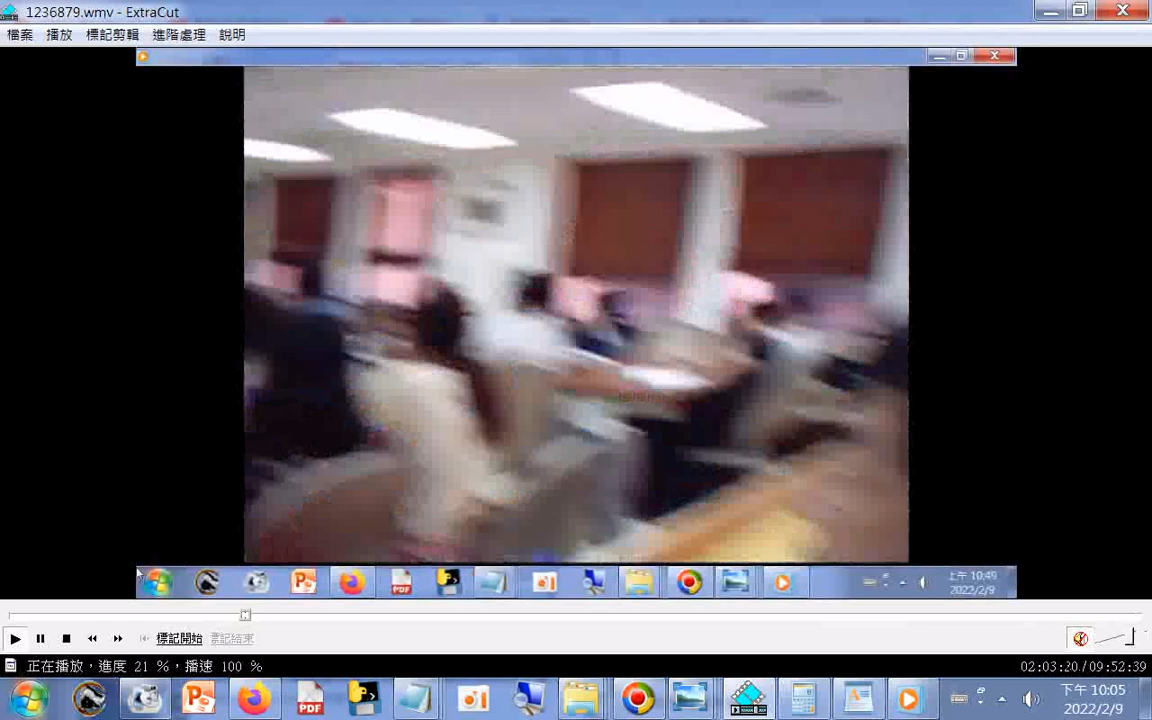 1236879.wmv - ExtraCut
檔案 播放 標記剪輯 進階處理 說明
上午 10:49
2022/2/9
標記開始 標記結束
正在播放，進度 21 %，播速 100 %
02:03:20/09:52:39
PDF
下午 10:05
2022/2/9